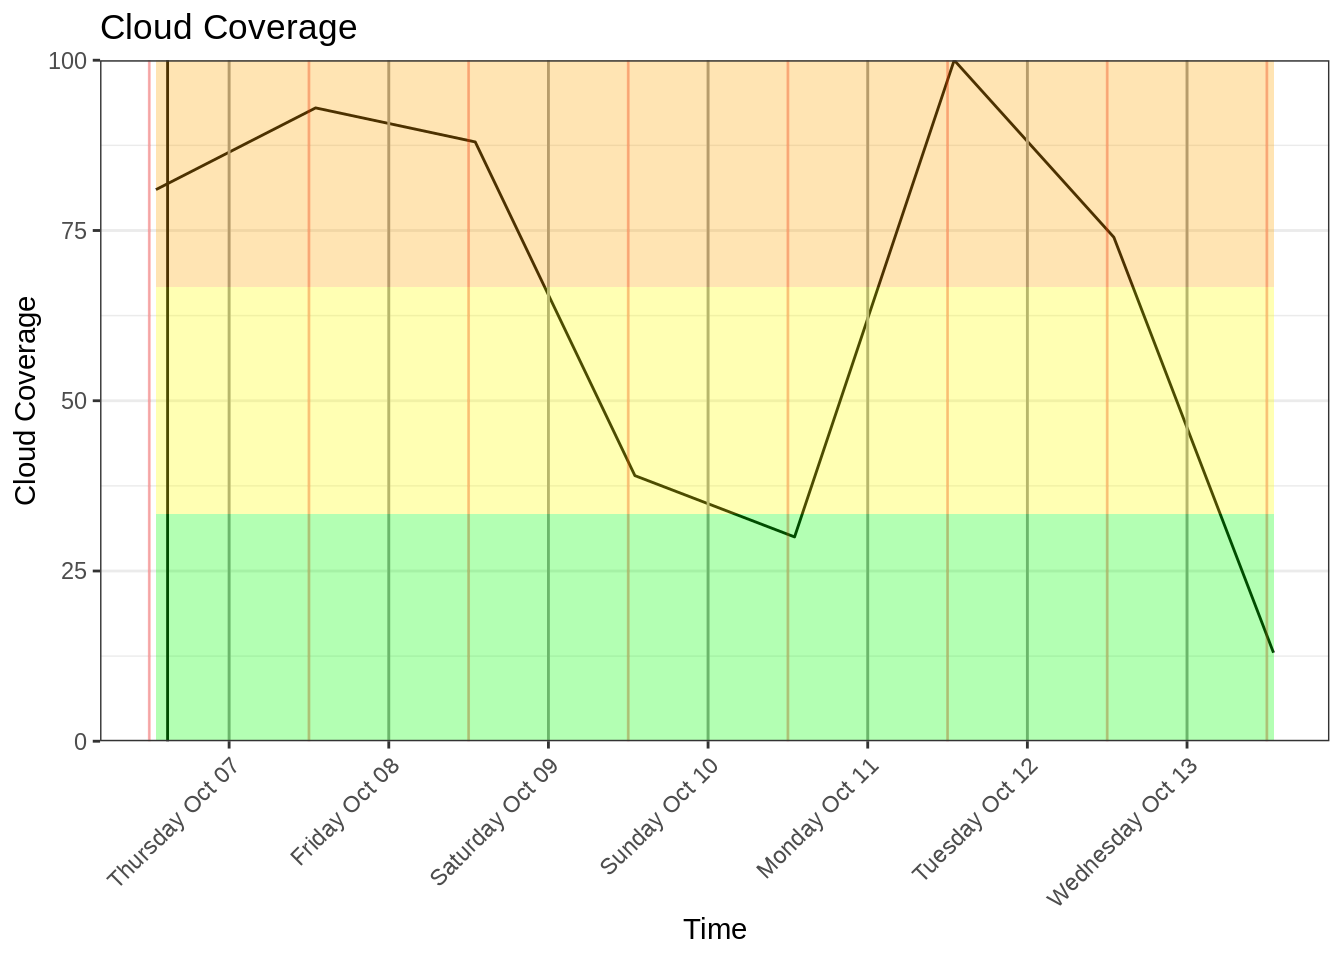 Cloud Coverage
Cloud Coverage
100
75
50
25
0
Thursday Oct 07
Friday Oct 08
Saturday Oct 09
Sunday Oct 10
Monday Oct 11
Tuesday Oct 12
Wednesday Oct 13
Time